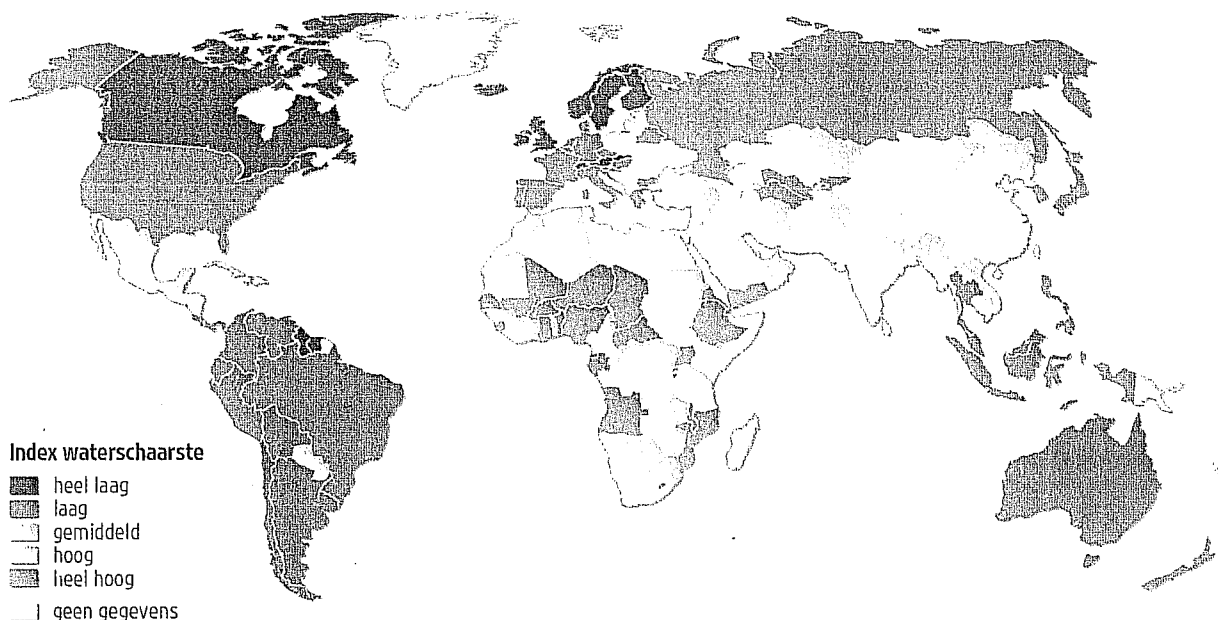 Index waterschaarste
heel laag
laag
gemiddeld
hoog
heel hoog
geen gegevens